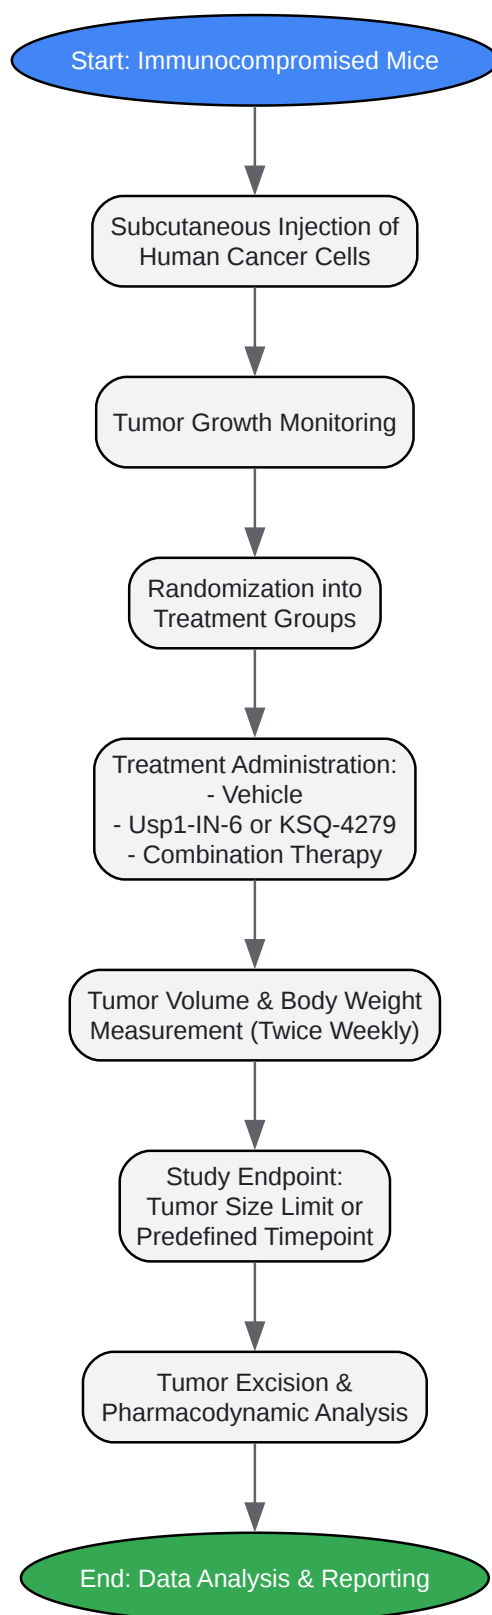 Start: Immunocompromised Mice
Subcutaneous Injection of
Human Cancer Cells
Tumor Growth Monitoring
Randomization into
Treatment Groups
Treatment Administration:
- Vehicle
- Usp1-IN-6 or KSQ-4279
- Combination Therapy
Tumor Volume & Body Weight
Measurement (Twice Weekly)
Study Endpoint:
Tumor Size Limit or
Predefined Timepoint
Tumor Excision &
Pharmacodynamic Analysis
End: Data Analysis & Reporting